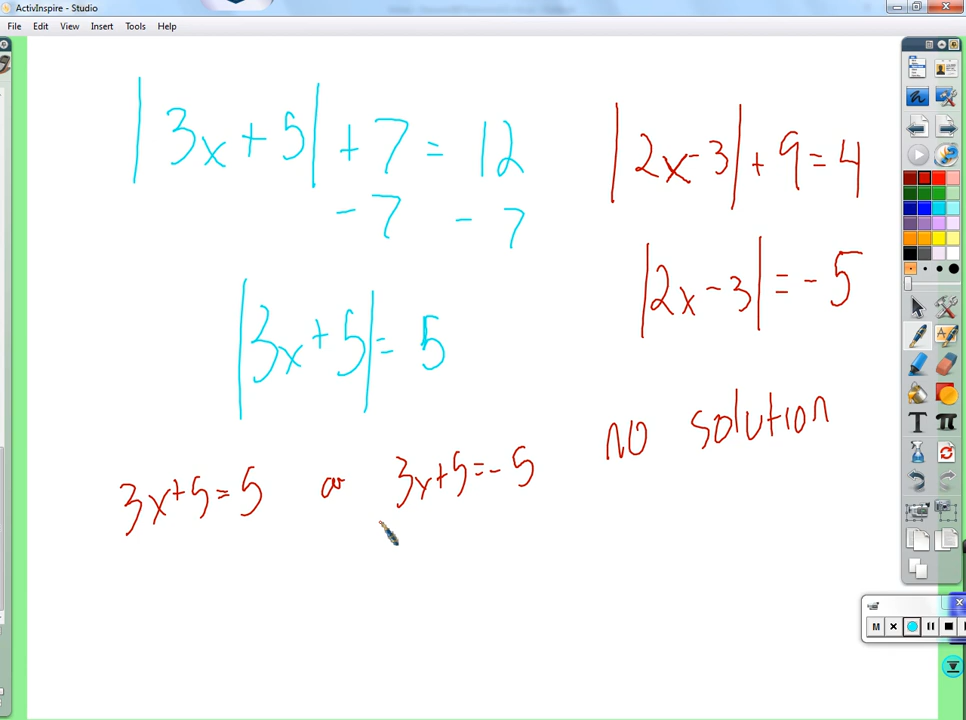 ActivInspire - Studio
File Edit View Insert Tools Help
|3x + 5| + 7 = 12
- 7 - 7
|3x + 5| = 5
3x + 5 = 5 or 3x + 5 = - 5
|2x - 3| + 9 = 4
|2x - 3| = - 5
no solution
T π
M